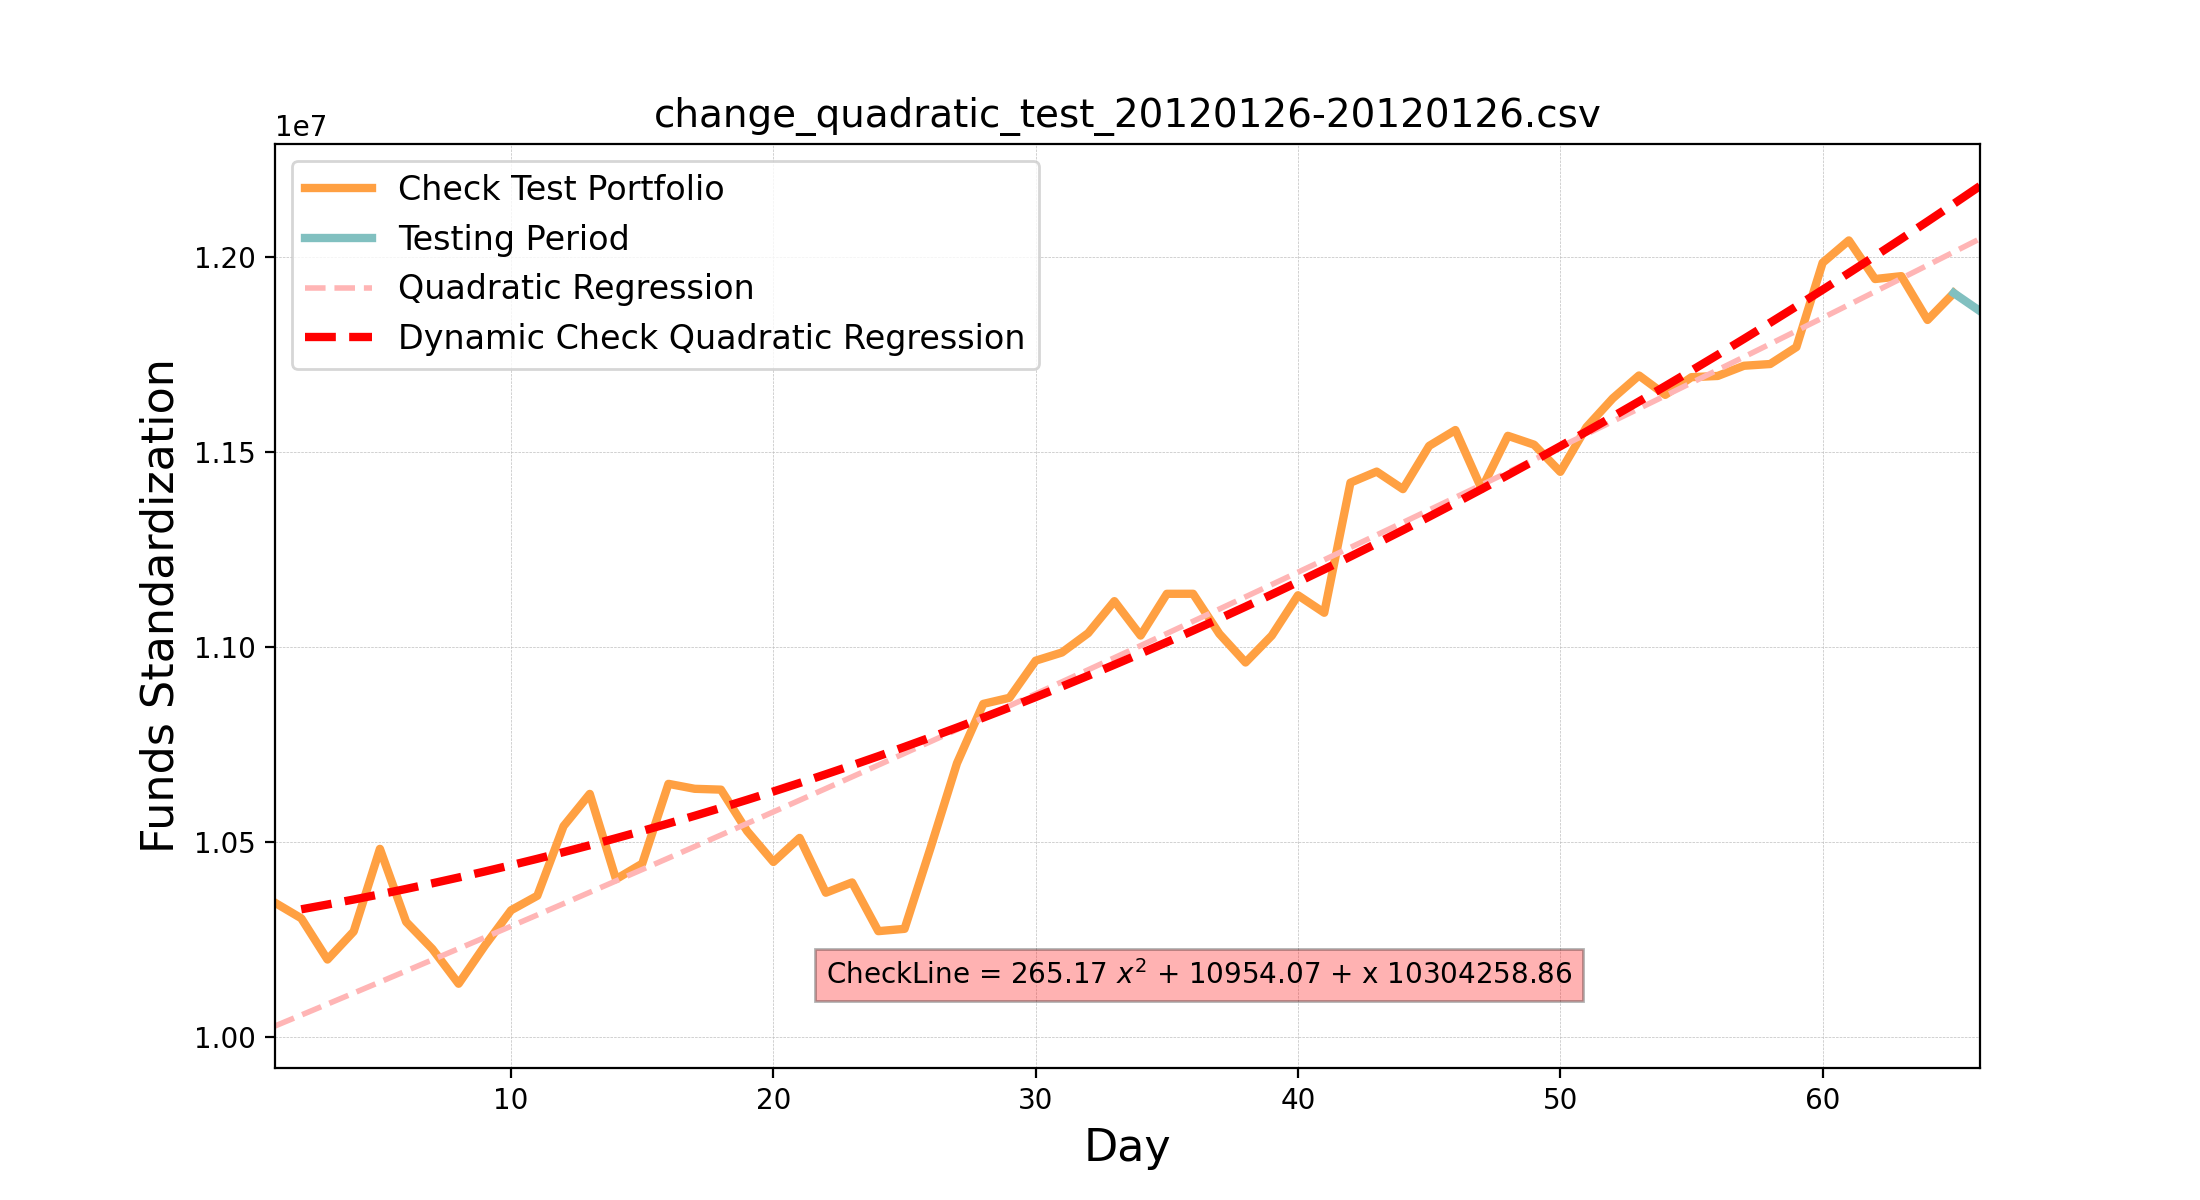 change_quadratic_test_20120126-20120126.csv
1e7
Check Test Portfolio
Testing Period
Quadratic Regression
Dynamic Check Quadratic Regression
1.20
1.15
1.10
1.05
1.00
Funds Standardization
CheckLine = 265.17 x² + 10954.07 + x 10304258.86
10 20 30 40 50 60
Day